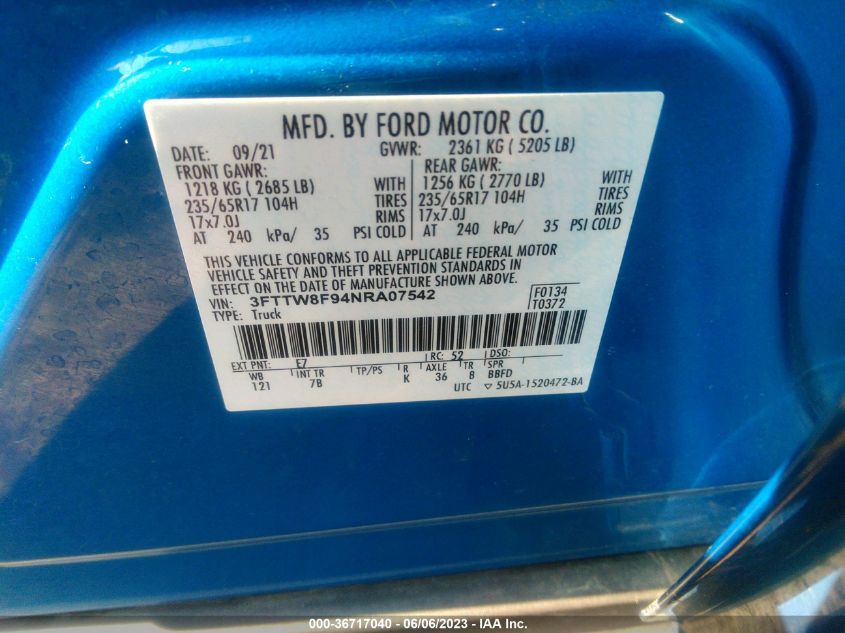 MFD. BY FORD MOTOR CO.
DATE: 09/21 GVWR: 2361 KG ( 5205 LB)
FRONT GAWR: REAR GAWR:
1218 KG ( 2685 LB) WITH 1256 KG ( 2770 LB) WITH
235/65R17 104H TIRES 235/65R17 104H TIRES
17x7.0J RIMS 17x7.0J RIMS
AT 240 kPa/ 35 PSI COLD AT 240 kPa/ 35 PSI COLD
THIS VEHICLE CONFORMS TO ALL APPLICABLE FEDERAL MOTOR
VEHICLE SAFETY AND THEFT PREVENTION STANDARDS IN
EFFECT ON THE DATE OF MANUFACTURE SHOWN ABOVE.
VIN: 3FTTW8F94NRA07542 F0134
TYPE: Truck T0372
EXT PNT: E7 RC: 52 DSO:
WB INT TR TP/PS R AXLE TR SPR
121 7B K 36 8 BBFD
UTC ▽ 5U5A-1520472-BA
000-36717040 - 06/06/2023 - IAA Inc.